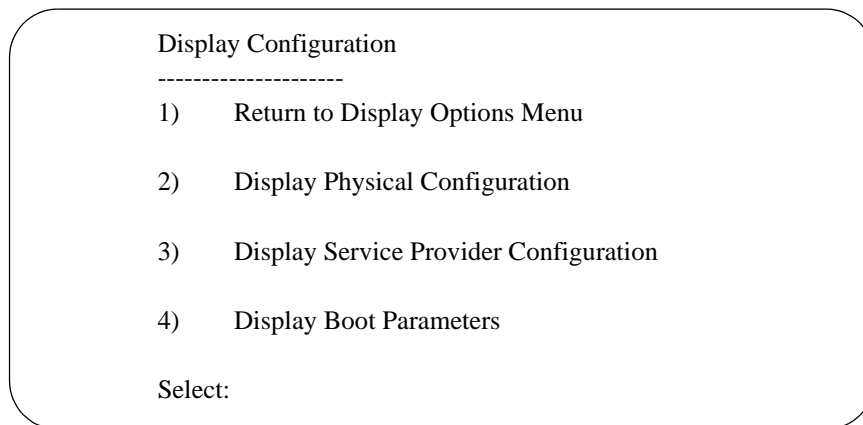 Display Configuration
---------------------
1) Return to Display Options Menu
2) Display Physical Configuration
3) Display Service Provider Configuration
4) Display Boot Parameters
Select: